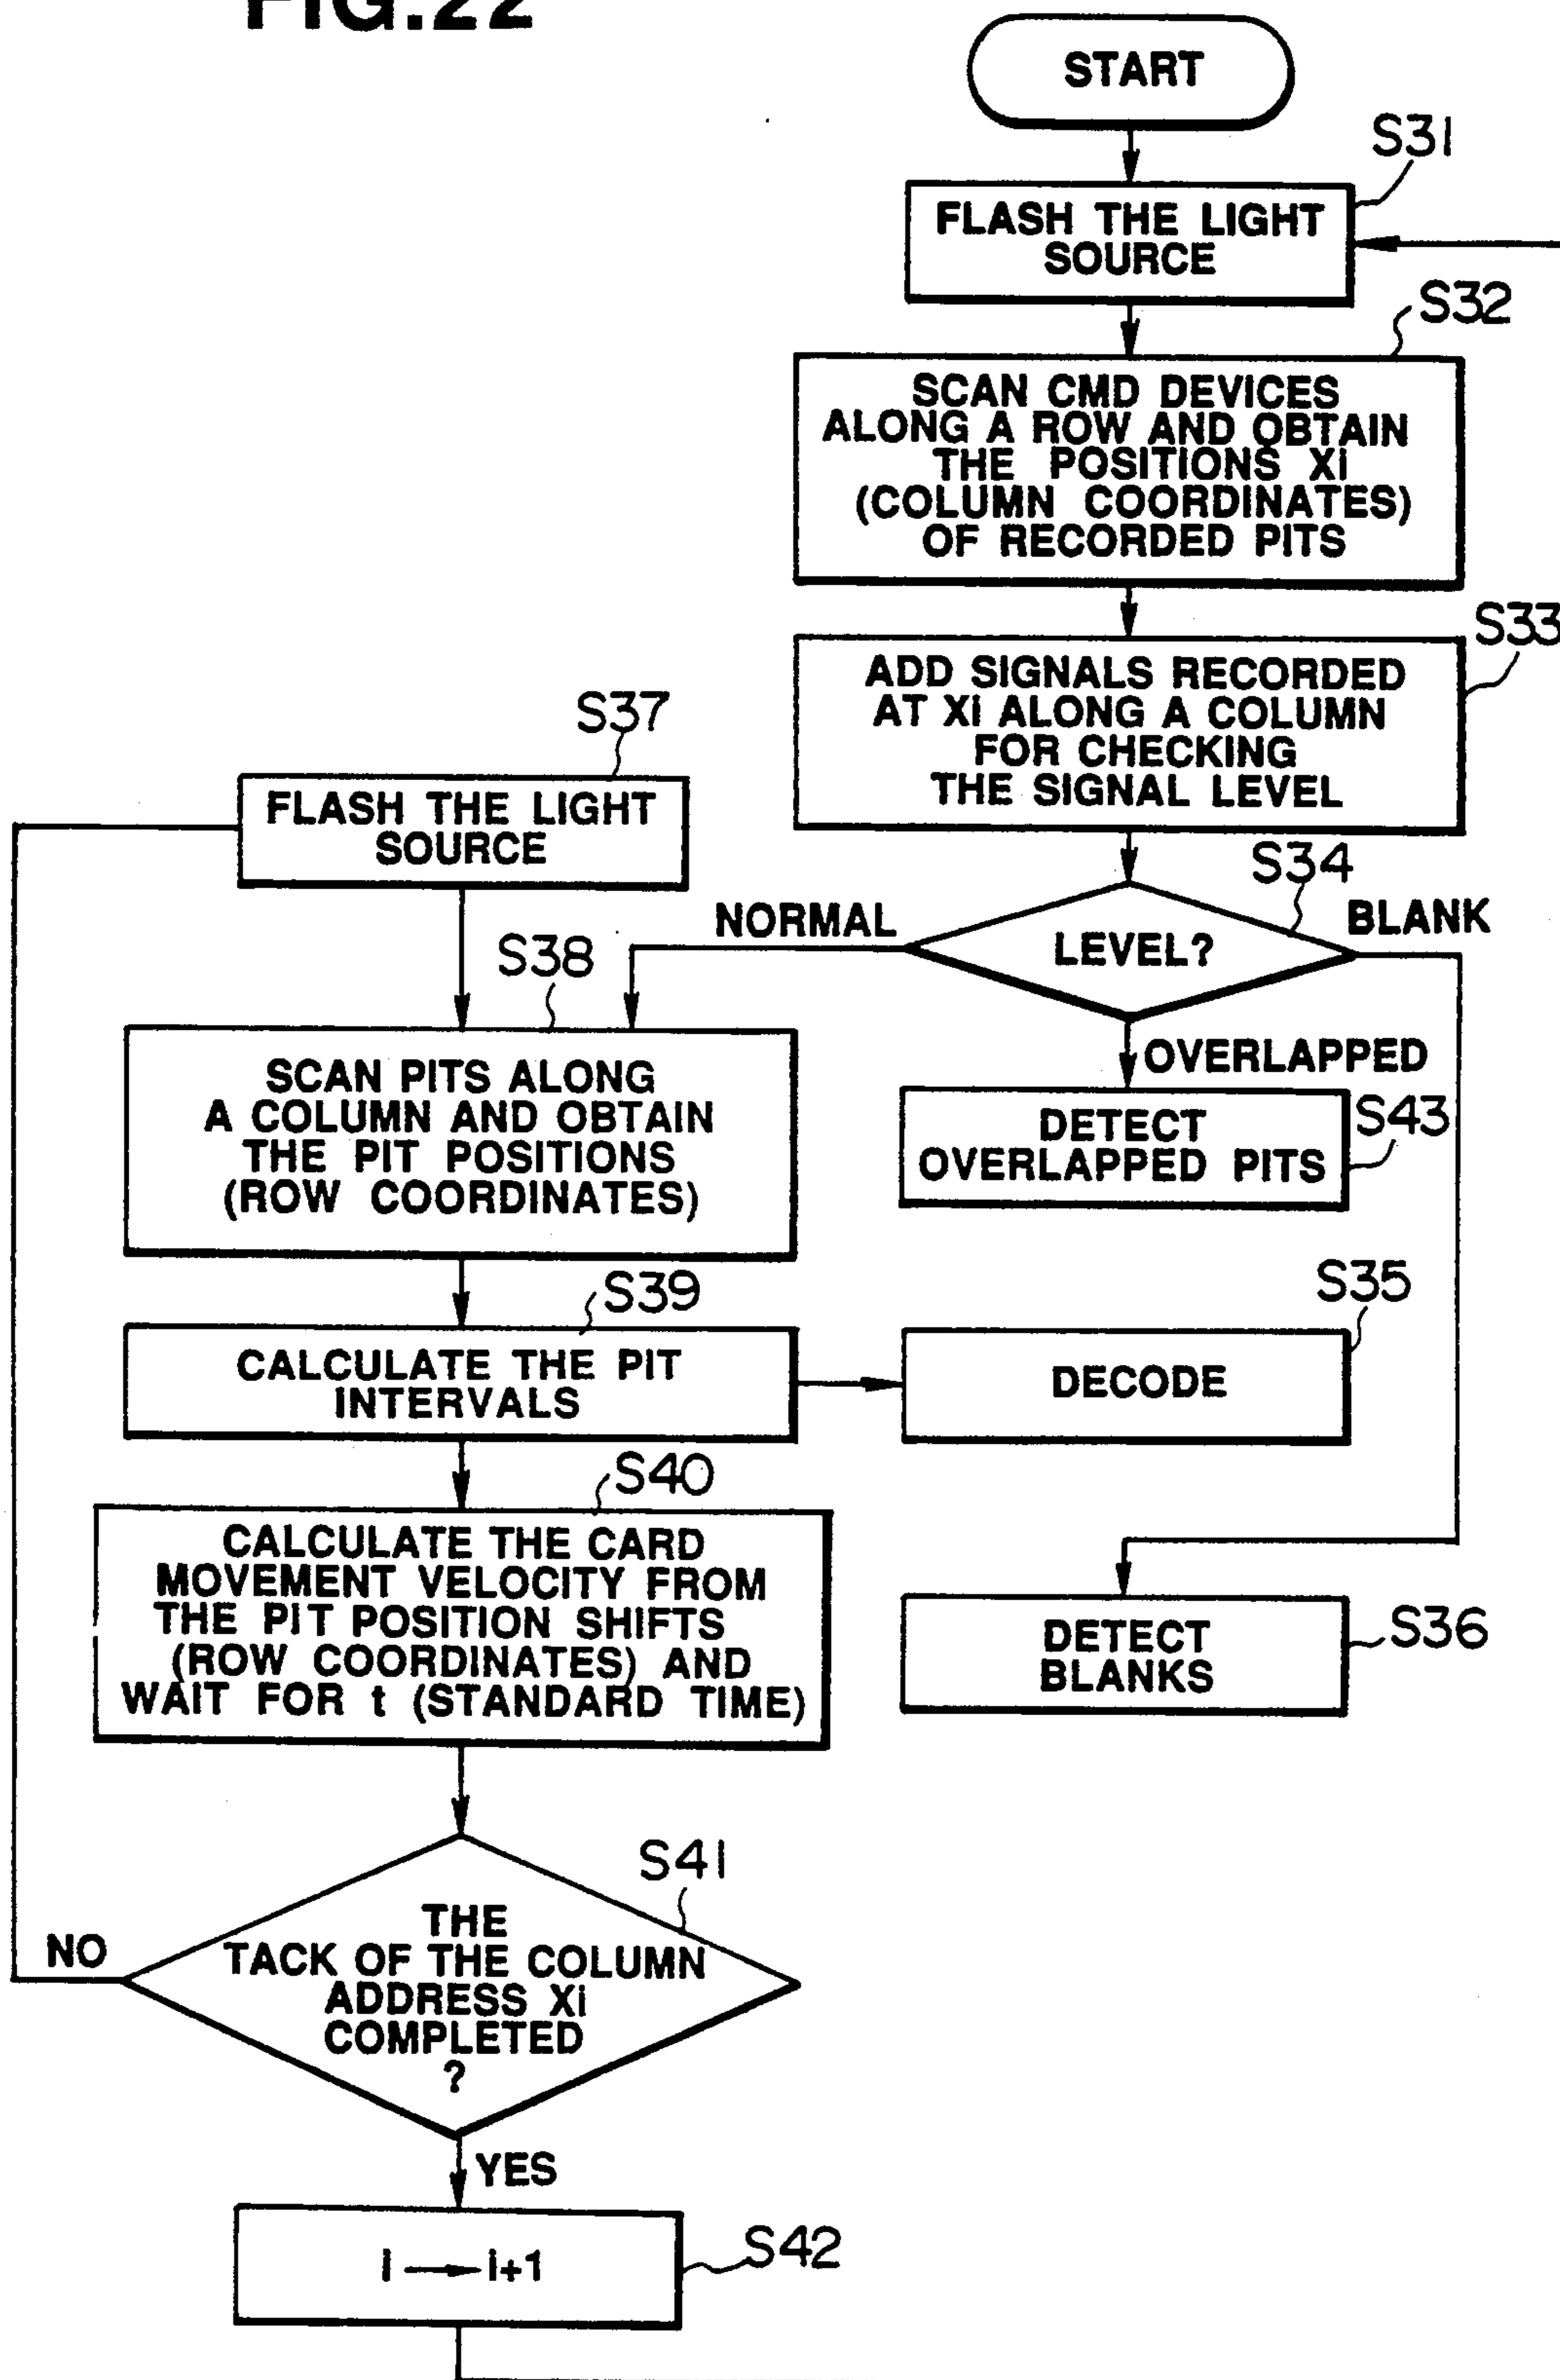 FIG.22
START
S31
FLASH THE LIGHT
SOURCE
S32
SCAN CMD DEVICES
ALONG A ROW AND OBTAIN
THE POSITIONS Xi
(COLUMN COORDINATES)
OF RECORDED PITS
S33
ADD SIGNALS RECORDED
AT Xi ALONG A COLUMN
FOR CHECKING
THE SIGNAL LEVEL
S37
FLASH THE LIGHT
SOURCE
S34
NORMAL
LEVEL?
BLANK
S38
OVERLAPPED
SCAN PITS ALONG
A COLUMN AND OBTAIN
THE PIT POSITIONS
(ROW COORDINATES)
DETECT
OVERLAPPED PITS
S43
S39
CALCULATE THE PIT
INTERVALS
S35
DECODE
S40
CALCULATE THE CARD
MOVEMENT VELOCITY FROM
THE PIT POSITION SHIFTS
(ROW COORDINATES) AND
WAIT FOR t (STANDARD TIME)
DETECT
BLANKS
S36
S41
NO
THE
TACK OF THE COLUMN
ADDRESS Xi
COMPLETED
?
YES
i → i+1
S42